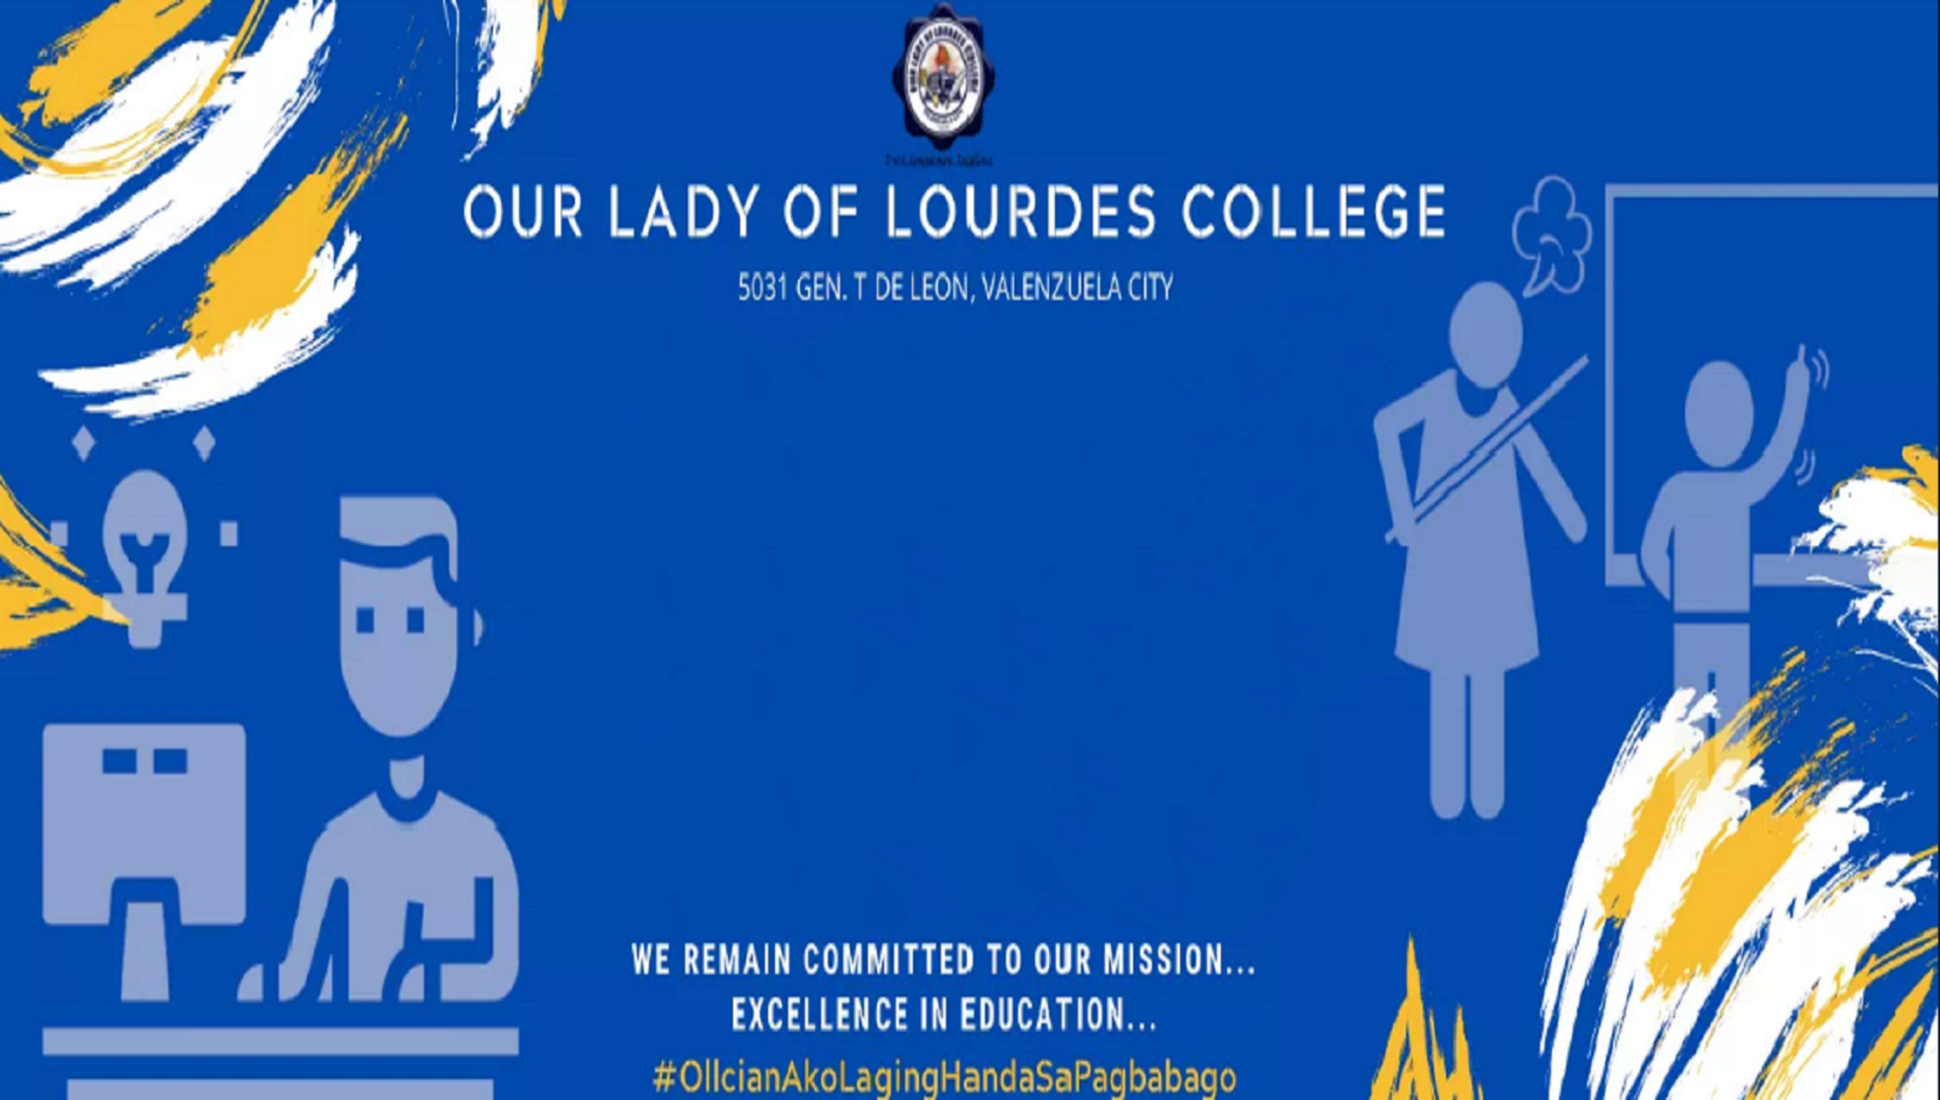 OUR LADY OF LOURDES COLLEGE
5031 GEN. T DE LEON, VALENZUELA CITY
WE REMAIN COMMITTED TO OUR MISSION...
EXCELLENCE IN EDUCATION...
#OllcianAkoLagingHandaSaPagbabago